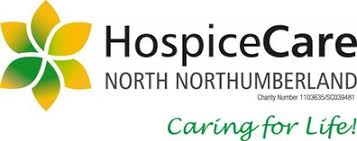 HospiceCare
NORTH NORTHUMBERLAND
Charity Number 1103635/SC039481
Caring for Life!